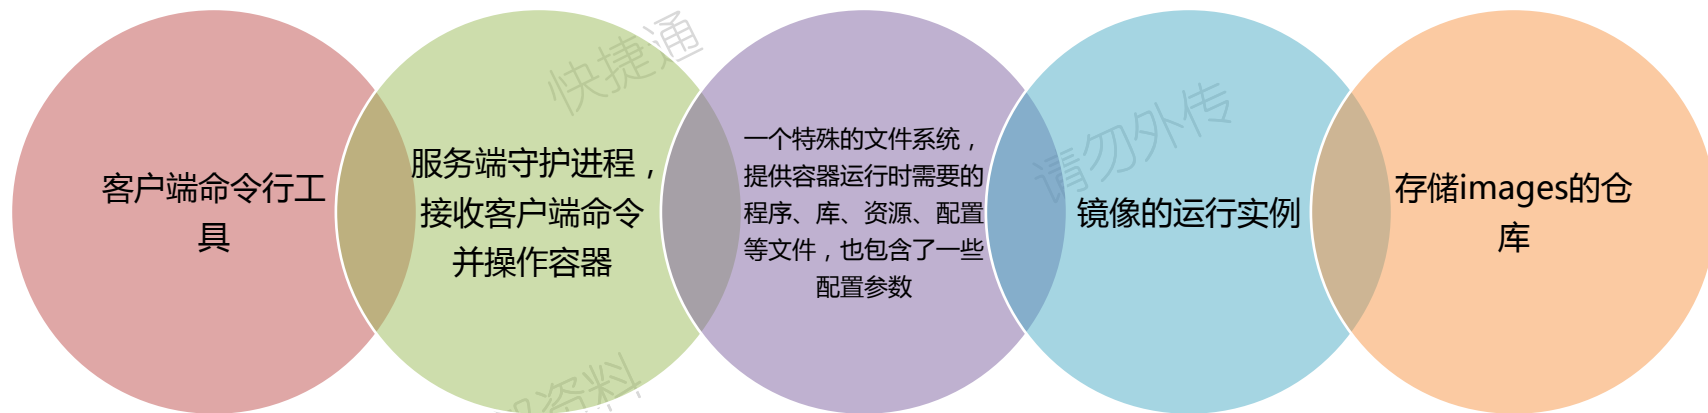 客户端命令行工
具
服务端守护进程，
接收客户端命令
并操作容器
一个特殊的文件系统，
提供容器运行时需要的
程序、库、资源、配置
等文件，也包含了一些
配置参数
镜像的运行实例
存储images的仓
库
快捷通
请勿外传
资料